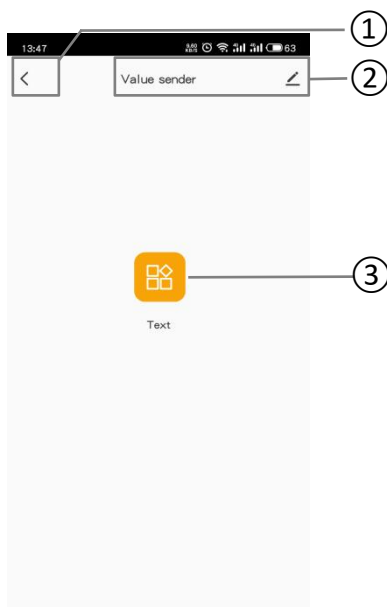 ①
13:47 63
②
Value sender
③
Text